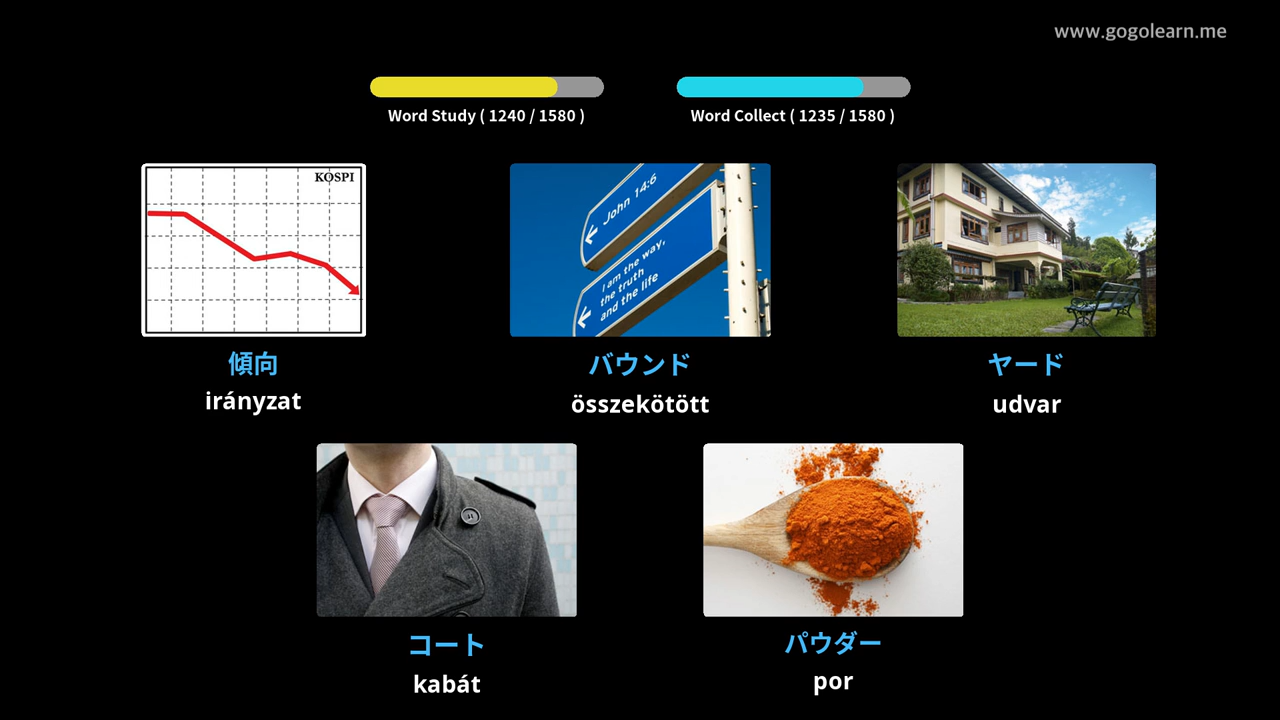 www.gogolearn.me
Word Study ( 1240 / 1580 )
Word Collect ( 1235 / 1580 )
KOSPI
John 14:6
I am the way,
the truth
and the life
傾向
irányzat
バウンド
összekötött
ヤード
udvar
コート
kabát
パウダー
por